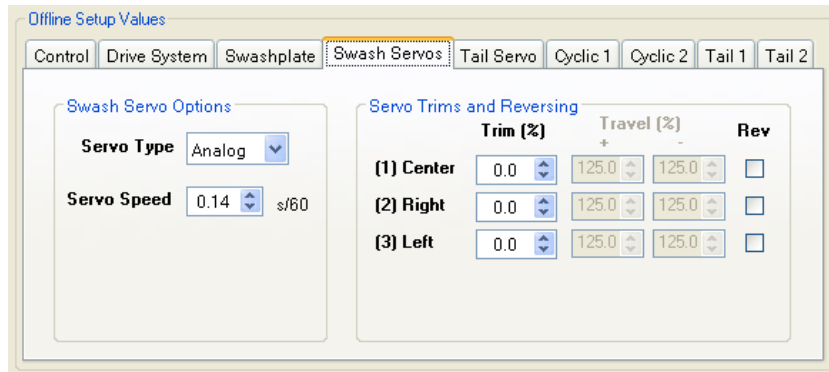 Offline Setup Values
Control Drive System Swashplate Swash Servos Tail Servo Cyclic 1 Cyclic 2 Tail 1 Tail 2
Swash Servo Options
Servo Type Analog
Servo Speed 0.14 s/60
Servo Trims and Reversing
Trim (%) Travel (%) Rev
+ -
(1) Center 0.0 125.0 125.0
(2) Right 0.0 125.0 125.0
(3) Left 0.0 125.0 125.0